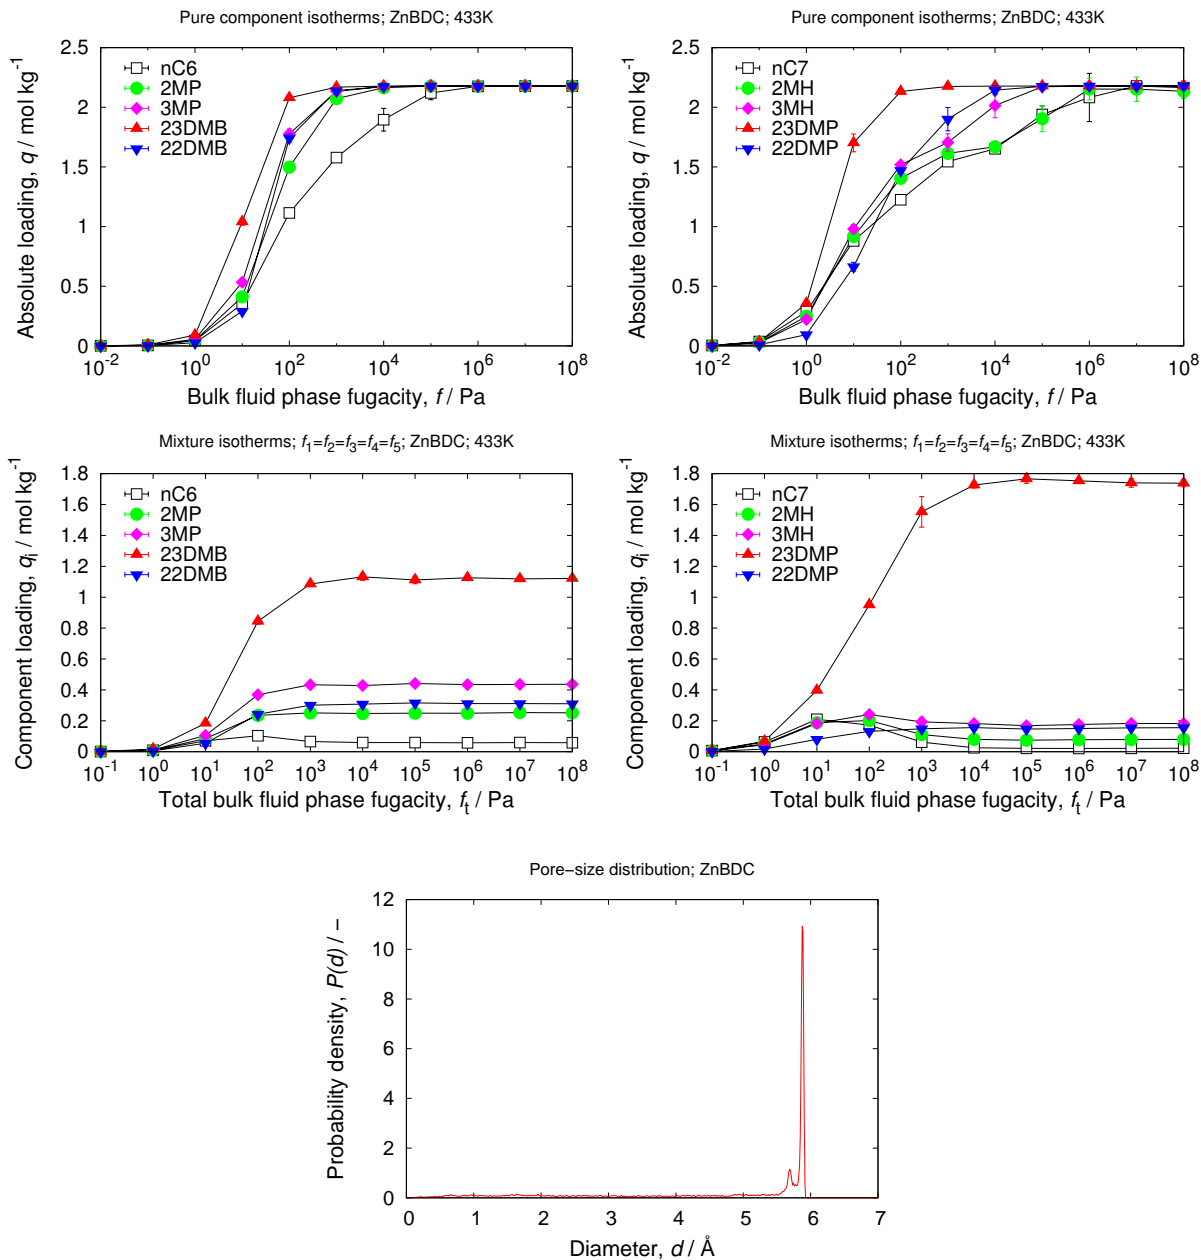 Pure component isotherms; ZnBDC; 433K
2.5
2
1.5
1
0.5
0
Absolute loading, q / mol kg-1
nC6
2MP
3MP
23DMB
22DMB
10-2 100 102 104 106 108
Bulk fluid phase fugacity, f / Pa
Pure component isotherms; ZnBDC; 433K
2.5
2
1.5
1
0.5
0
Absolute loading, q / mol kg-1
nC7
2MH
3MH
23DMP
22DMP
10-2 100 102 104 106 108
Bulk fluid phase fugacity, f / Pa
Mixture isotherms; f1=f2=f3=f4=f5; ZnBDC; 433K
1.8
1.6
1.4
1.2
1
0.8
0.6
0.4
0.2
0
Component loading, qi / mol kg-1
nC6
2MP
3MP
23DMB
22DMB
10-1 100 101 102 103 104 105 106 107 108
Total bulk fluid phase fugacity, ft / Pa
Mixture isotherms; f1=f2=f3=f4=f5; ZnBDC; 433K
1.8
1.6
1.4
1.2
1
0.8
0.6
0.4
0.2
0
Component loading, qi / mol kg-1
nC7
2MH
3MH
23DMP
22DMP
10-1 100 101 102 103 104 105 106 107 108
Total bulk fluid phase fugacity, ft / Pa
Pore−size distribution; ZnBDC
12
10
8
6
4
2
0
Probability density, P(d) / −
0 1 2 3 4 5 6 7
Diameter, d / Å